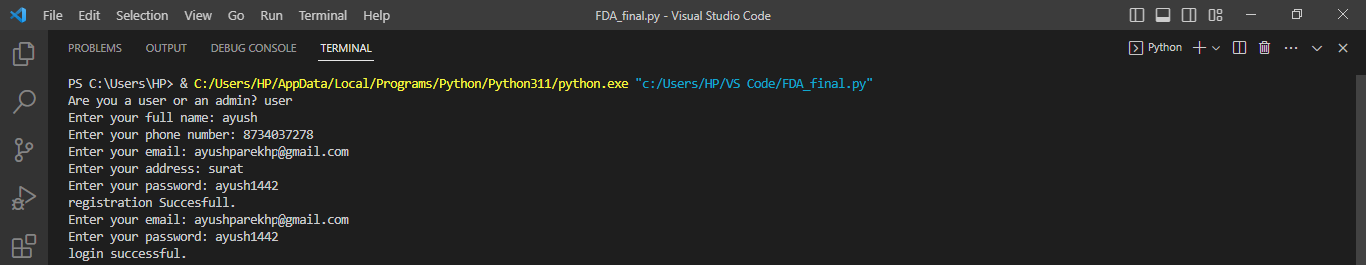 File Edit Selection View Go Run Terminal Help FDA_final.py - Visual Studio Code
PROBLEMS OUTPUT DEBUG CONSOLE TERMINAL Python
PS C:\Users\HP> & C:/Users/HP/AppData/Local/Programs/Python/Python311/python.exe "c:/Users/HP/VS Code/FDA_final.py"
Are you a user or an admin? user
Enter your full name: ayush
Enter your phone number: 8734037278
Enter your email: ayushparekhp@gmail.com
Enter your address: surat
Enter your password: ayush1442
registration Succesfull.
Enter your email: ayushparekhp@gmail.com
Enter your password: ayush1442
login successful.